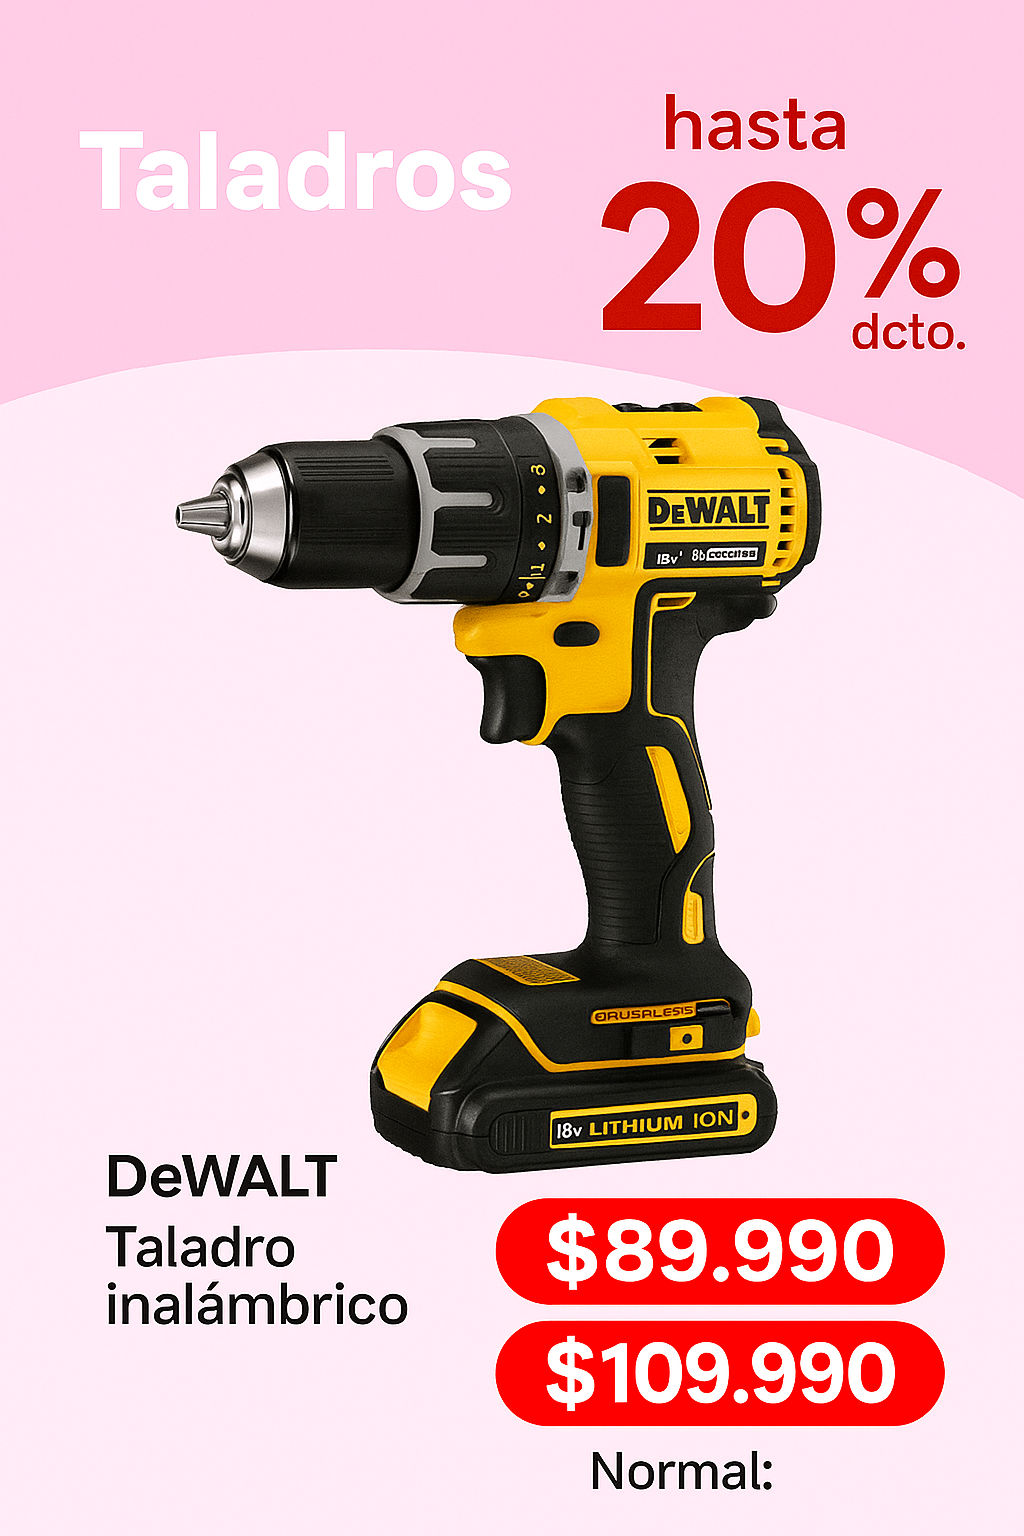 Taladros
hasta
20%
dcto.
DeWALT
18v
LITHIUM ION
DeWALT
Taladro
inalámbrico
$89.990
$109.990
Normal: